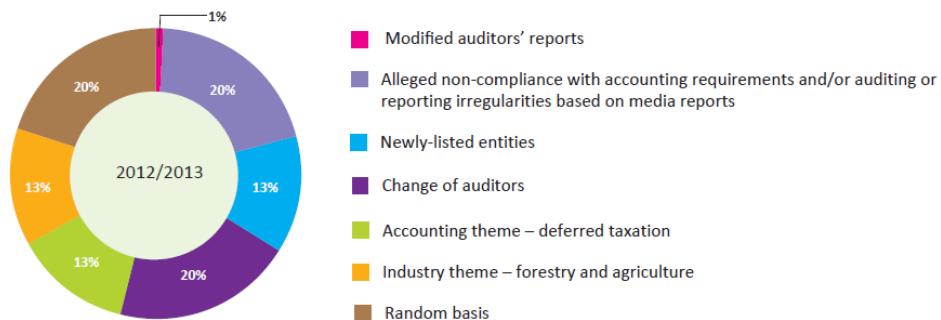 1%
20%
13%
20%
13%
13%
20%
2012/2013
Modified auditors’ reports
Alleged non-compliance with accounting requirements and/or auditing or
reporting irregularities based on media reports
Newly-listed entities
Change of auditors
Accounting theme – deferred taxation
Industry theme – forestry and agriculture
Random basis